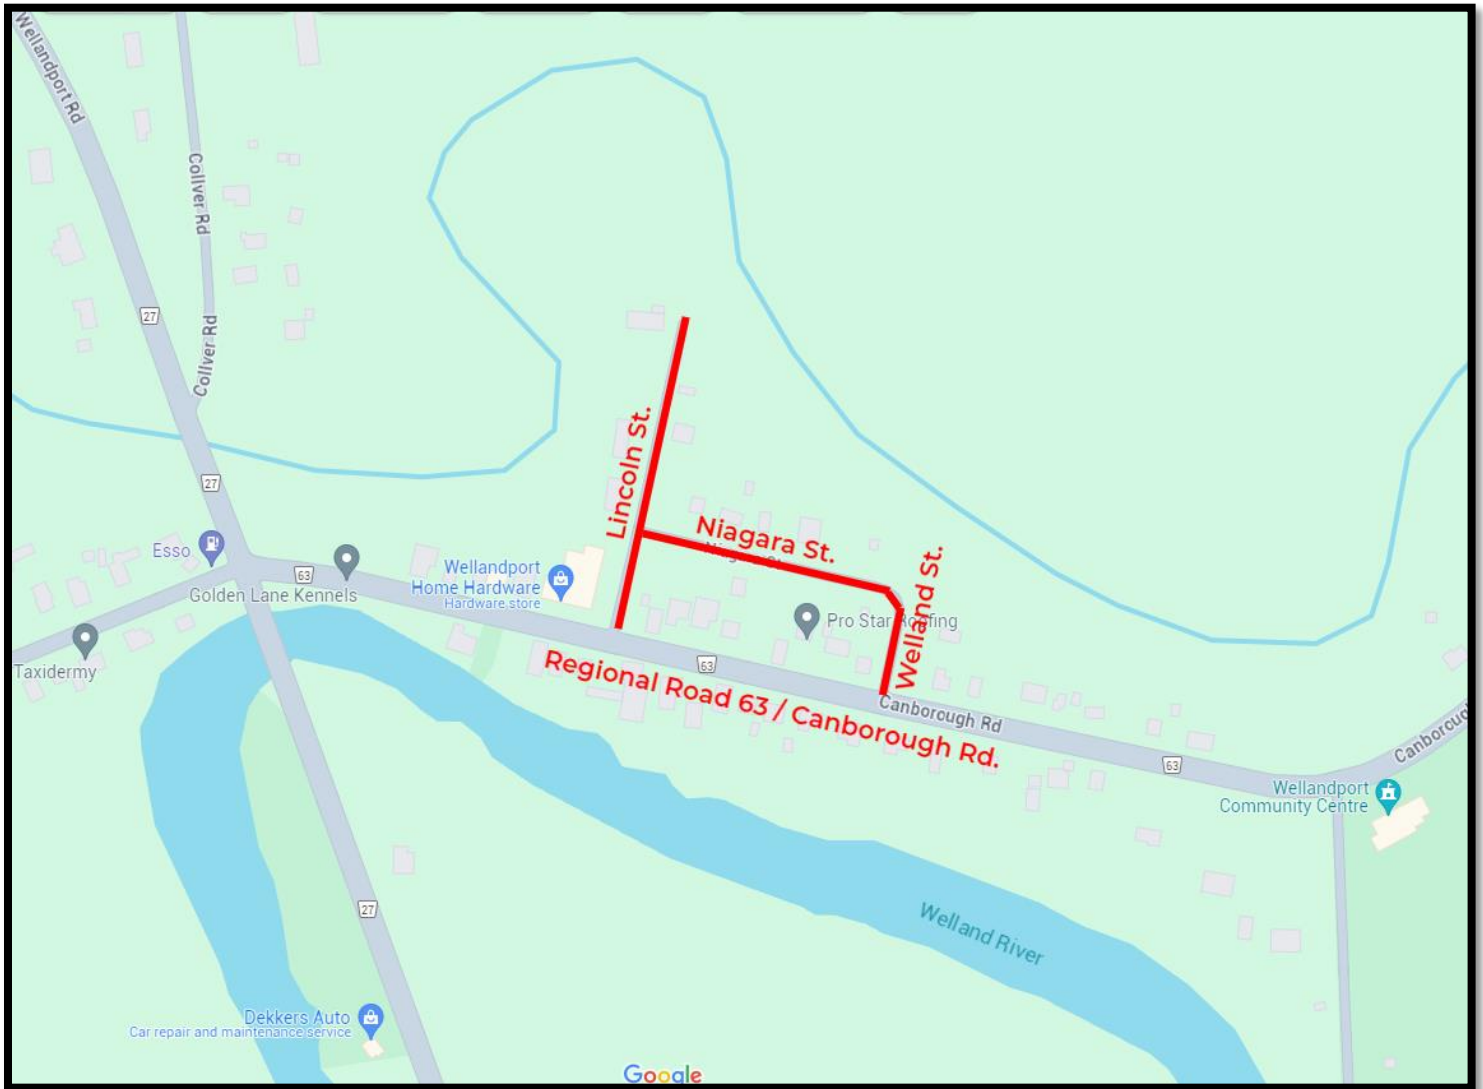 Wellandport Rd
Collver Rd
27
Collver Rd
Lincoln St.
27
Niagara St.
Welland St.
Esso
63
Golden Lane Kennels
Wellandport
Home Hardware
Hardware store
Pro Star Roofing
Taxidermy
63
Regional Road 63 / Canborough Rd.
Canborough Rd
63
Canborough
Wellandport
Community Centre
27
Welland River
Dekkers Auto
Car repair and maintenance service
Google